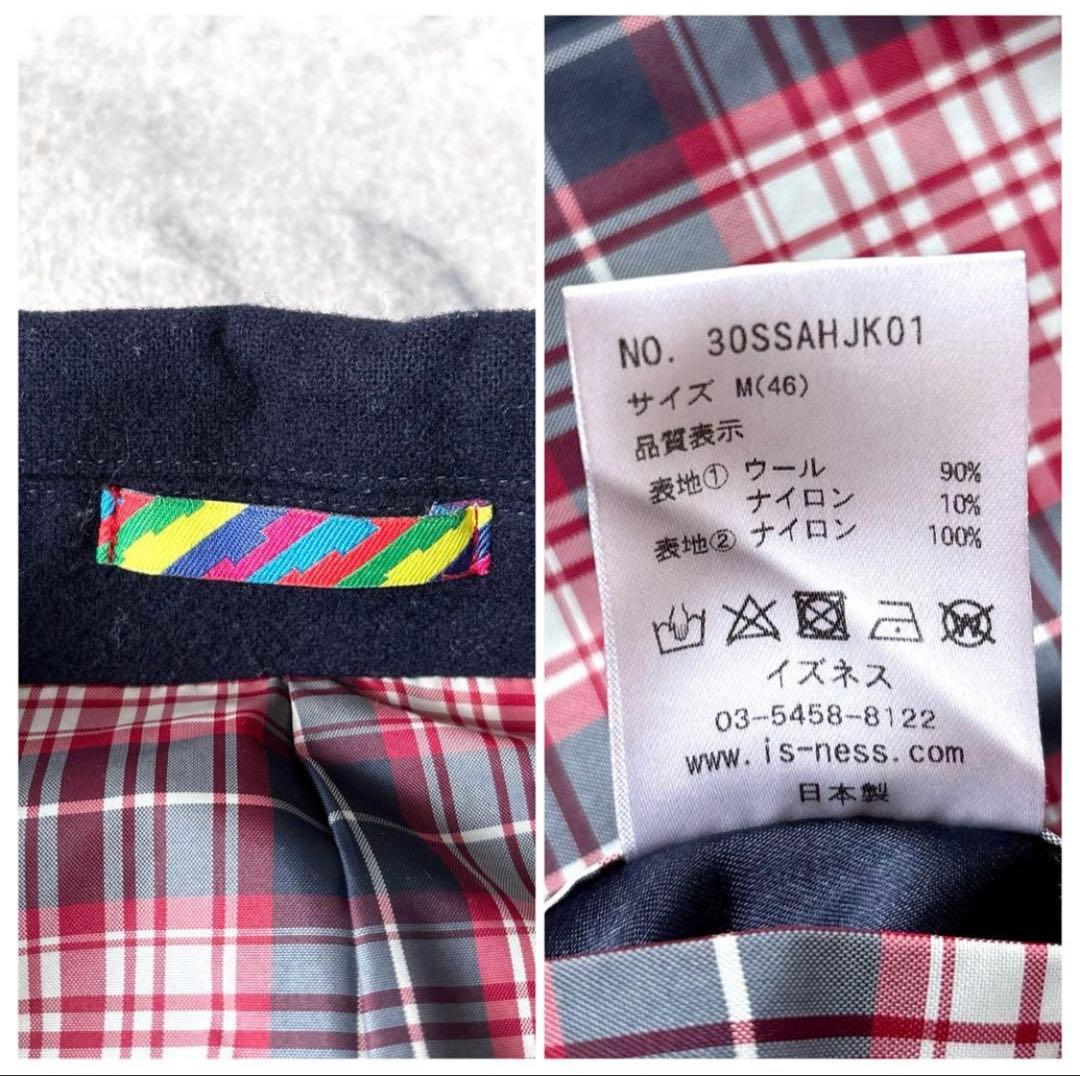 NO. 30SSAHJK01
サイズ M(46)
品質表示
表地① ウール 90%
ナイロン 10%
表地② ナイロン 100%
W
イズネス
03-5458-8122
www.is-ness.com
日本製